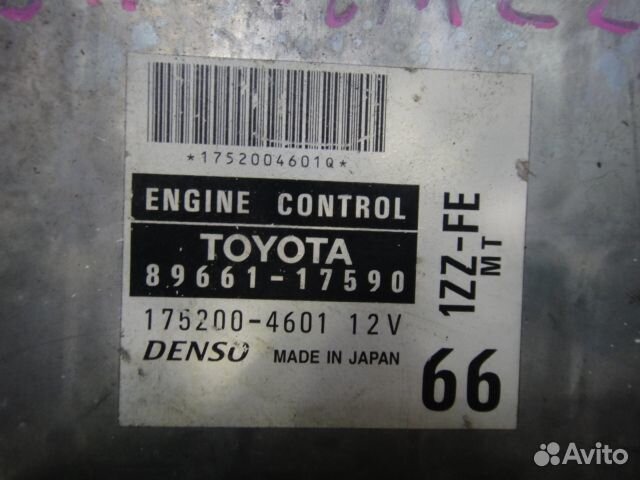 *1752004601Q*
ENGINE CONTROL
TOYOTA
89661-17590
175200-4601 12V
DENSO MADE IN JAPAN
1ZZ-FE
MT
66
Avito